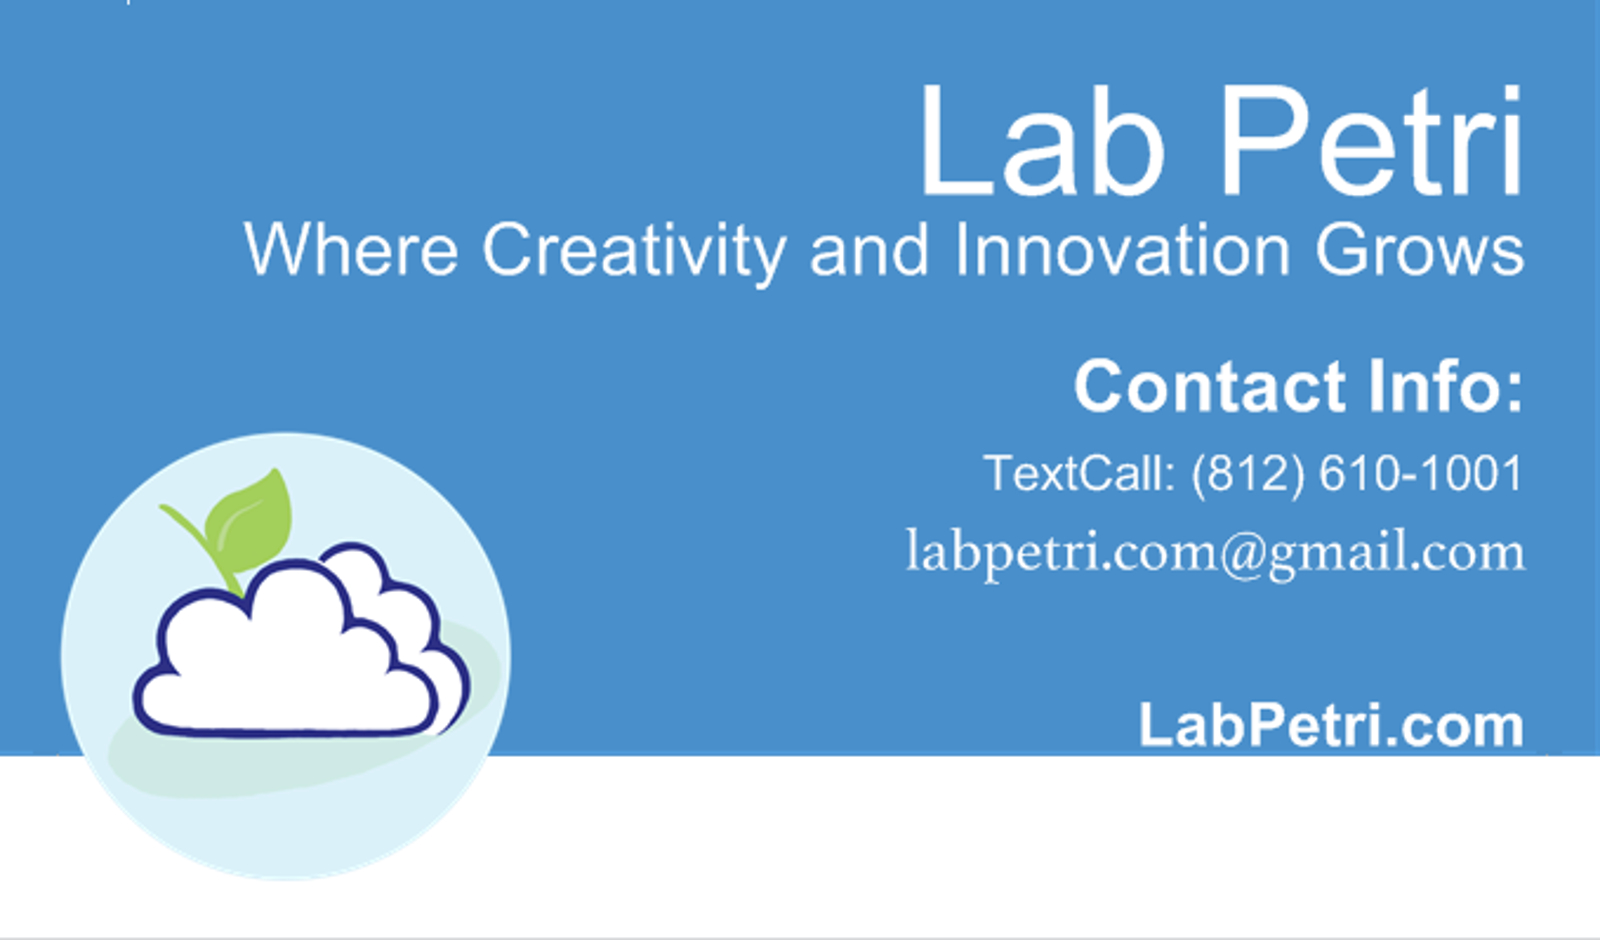 Lab Petri
Where Creativity and Innovation Grows
Contact Info:
TextCall: (812) 610-1001
labpetri.com@gmail.com
LabPetri.com